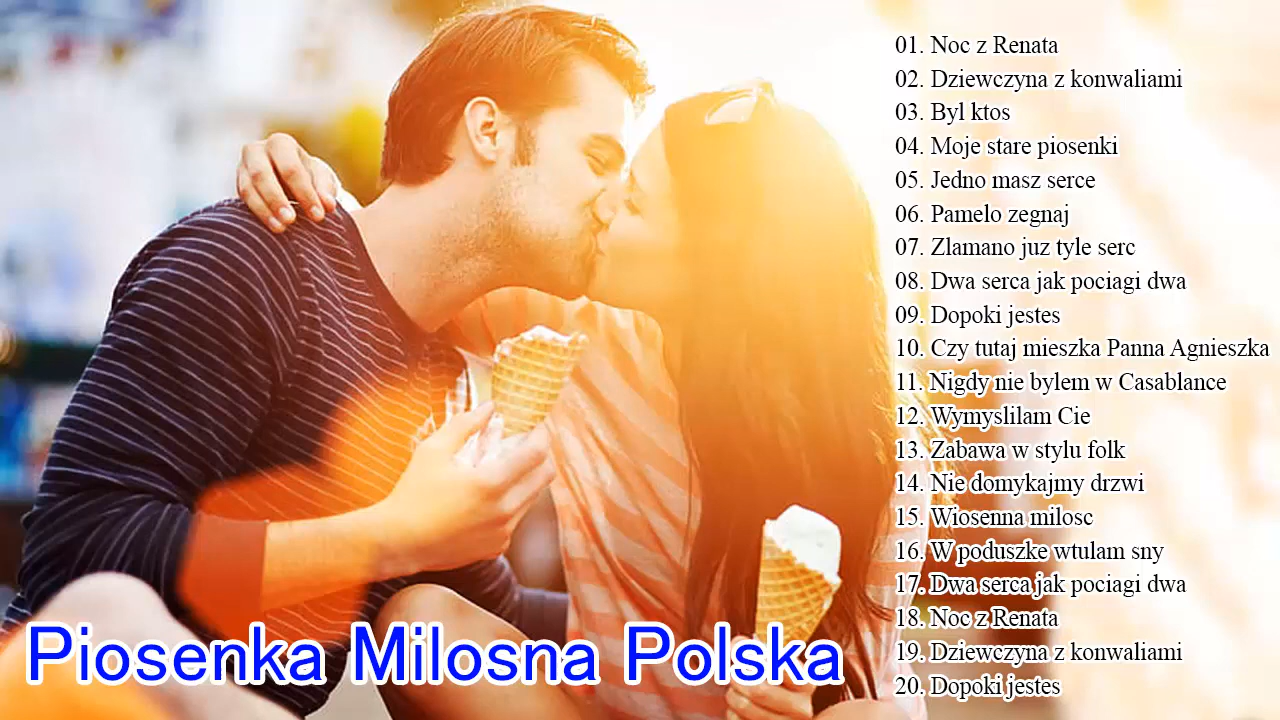 01. Noc z Renata
02. Dziewczyna z konwaliami
03. Byl ktos
04. Moje stare piosenki
05. Jedno masz serce
06. Pamelo zegnaj
07. Zlamano juz tyle serc
08. Dwa serca jak pociagi dwa
09. Dopoki jestes
10. Czy tutaj mieszka Panna Agnieszka
11. Nigdy nie bylem w Casablance
12. Wymyslilam Cie
13. Zabawa w stylu folk
14. Nie domykajmy drzwi
15. Wiosenna milosc
16. W poduszke wtulam sny
17. Dwa serca jak pociagi dwa
18. Noc z Renata
19. Dziewczyna z konwaliami
20. Dopoki jestes
Piosenka Milosna Polska